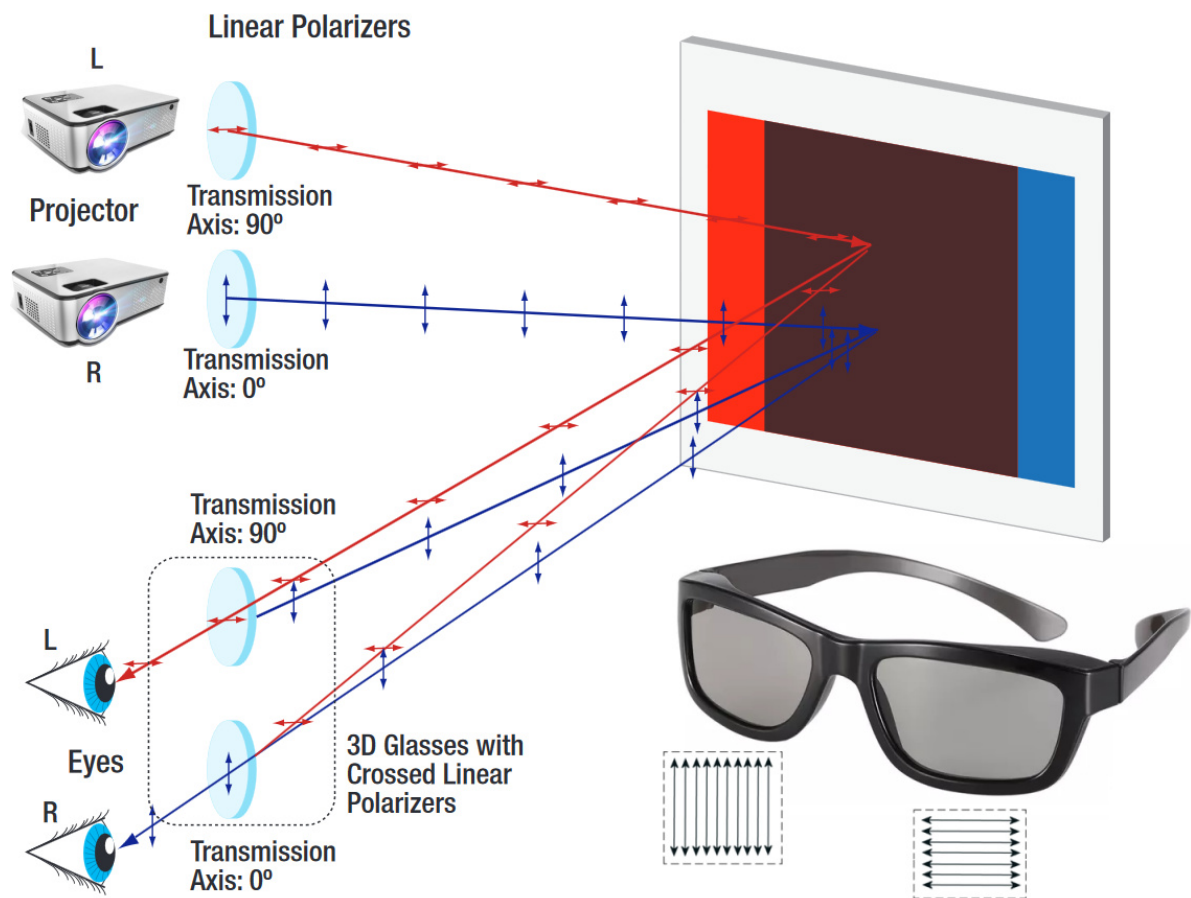 Linear Polarizers
L
Transmission
Axis: 90º
Projector
Transmission
Axis: 0º
R
Transmission
Axis: 90º
L
Eyes
3D Glasses with
Crossed Linear
Polarizers
R
Transmission
Axis: 0º